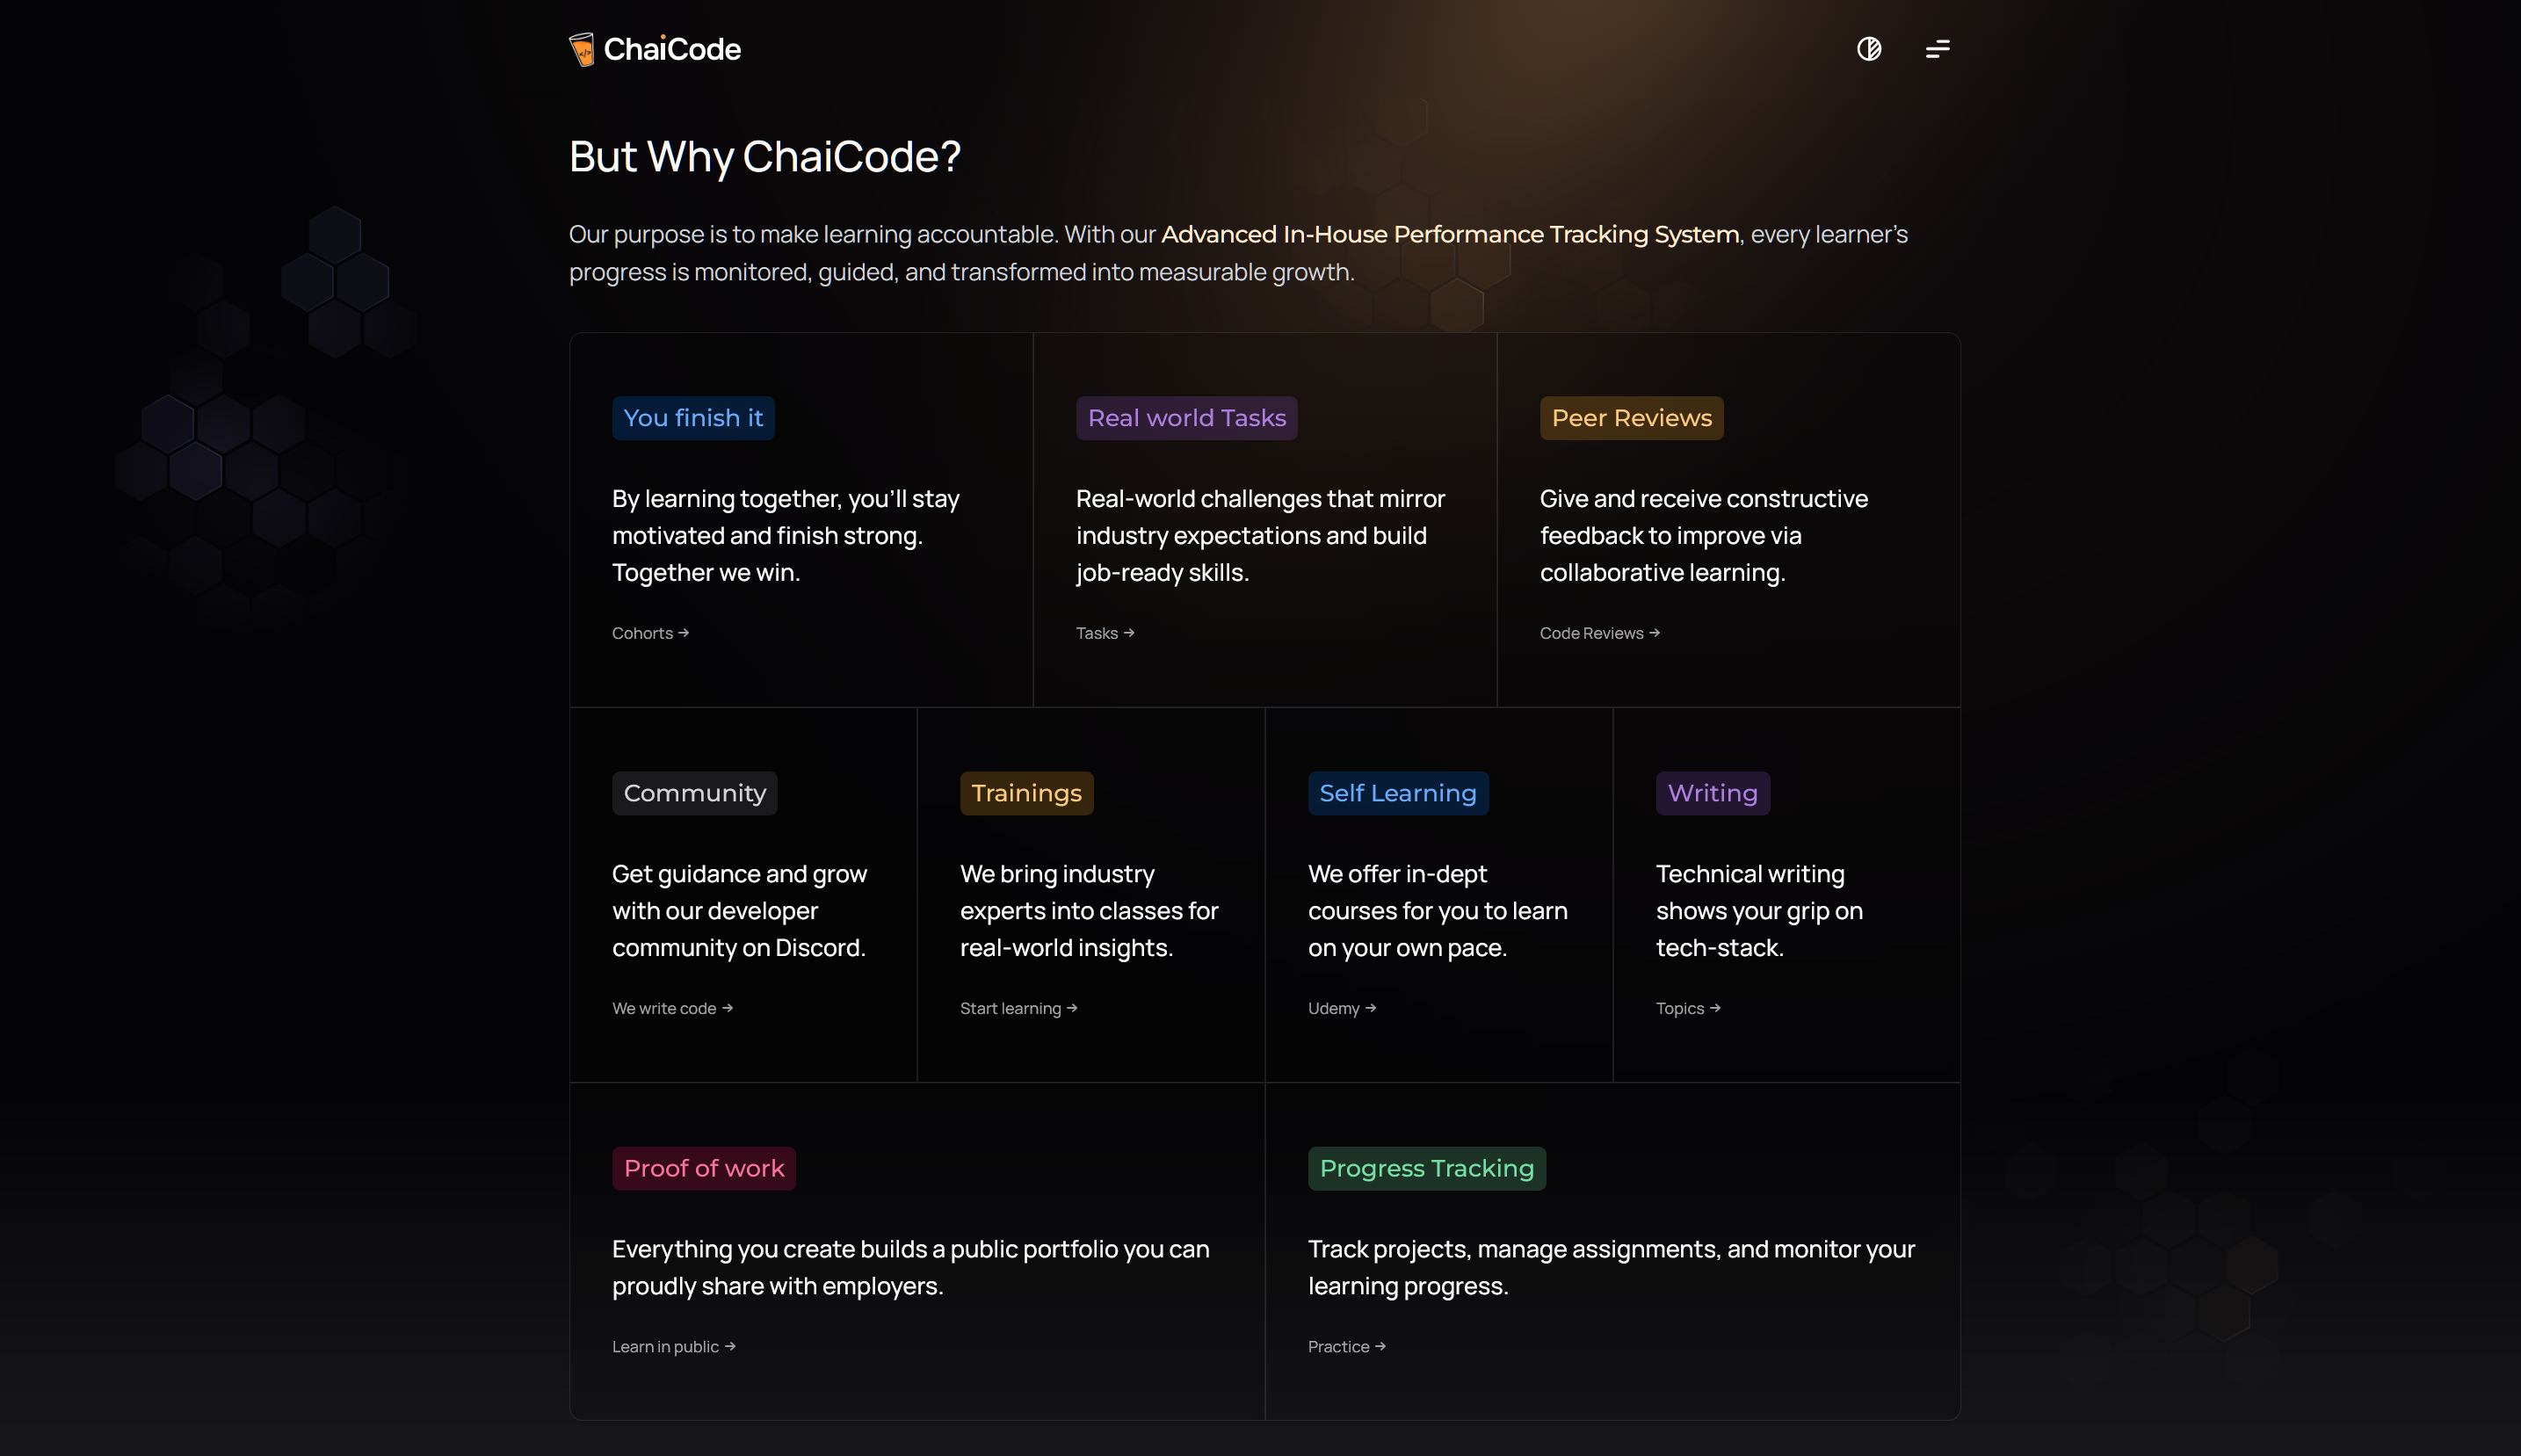 ChaiCode
But Why ChaiCode?
Our purpose is to make learning accountable. With our Advanced In-House Performance Tracking System, every learner’s
progress is monitored, guided, and transformed into measurable growth.
You finish it
By learning together, you’ll stay
motivated and finish strong.
Together we win.
Cohorts →
Real world Tasks
Real-world challenges that mirror
industry expectations and build
job-ready skills.
Tasks →
Peer Reviews
Give and receive constructive
feedback to improve via
collaborative learning.
Code Reviews →
Community
Get guidance and grow
with our developer
community on Discord.
We write code →
Trainings
We bring industry
experts into classes for
real-world insights.
Start learning →
Self Learning
We offer in-dept
courses for you to learn
on your own pace.
Udemy →
Writing
Technical writing
shows your grip on
tech-stack.
Topics →
Proof of work
Everything you create builds a public portfolio you can
proudly share with employers.
Learn in public →
Progress Tracking
Track projects, manage assignments, and monitor your
learning progress.
Practice →